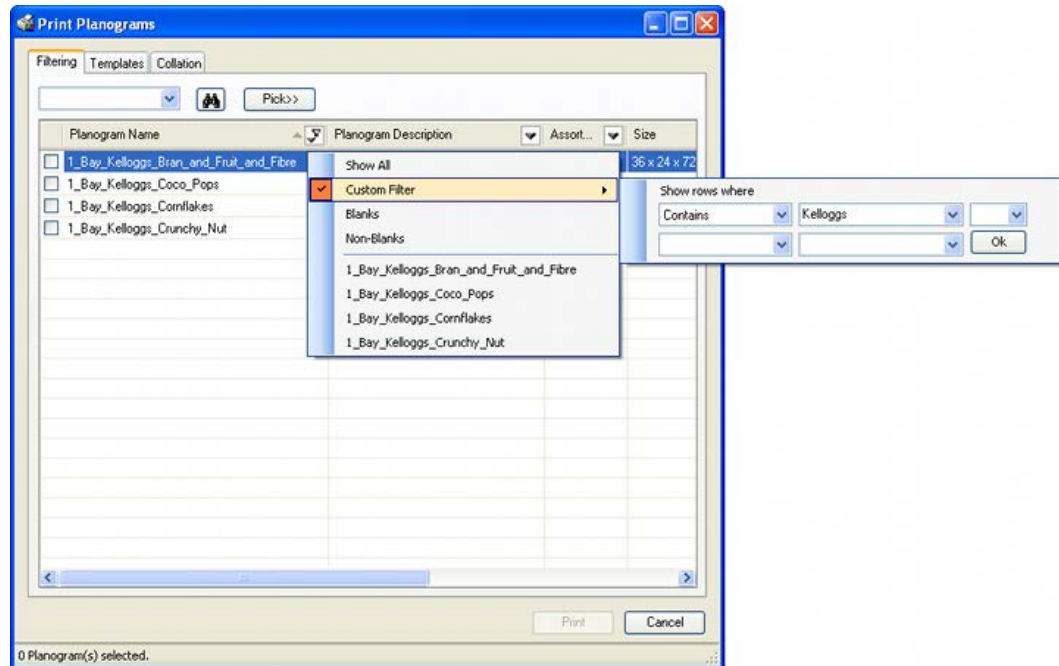 Print Planograms
Filtering Templates Collation
Pick>>
Planogram Name Planogram Description Assort... Size
1_Bay_Kelloggs_Bran_and_Fruit_and_Fibre 36 x 24 x 72
1_Bay_Kelloggs_Coco_Pops
1_Bay_Kelloggs_Cornflakes
1_Bay_Kelloggs_Crunchy_Nut
Show All
Custom Filter
Blanks
Non-Blanks
1_Bay_Kelloggs_Bran_and_Fruit_and_Fibre
1_Bay_Kelloggs_Coco_Pops
1_Bay_Kelloggs_Cornflakes
1_Bay_Kelloggs_Crunchy_Nut
Show rows where
Contains Kelloggs
Ok
Print Cancel
0 Planogram(s) selected.